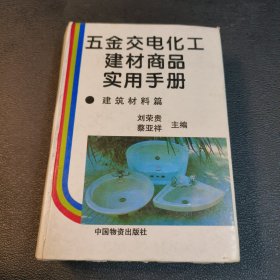 五金交电化工
建材商品
实用手册
●建筑材料篇
刘荣贵
蔡亚祥 主编
中国物资出版社